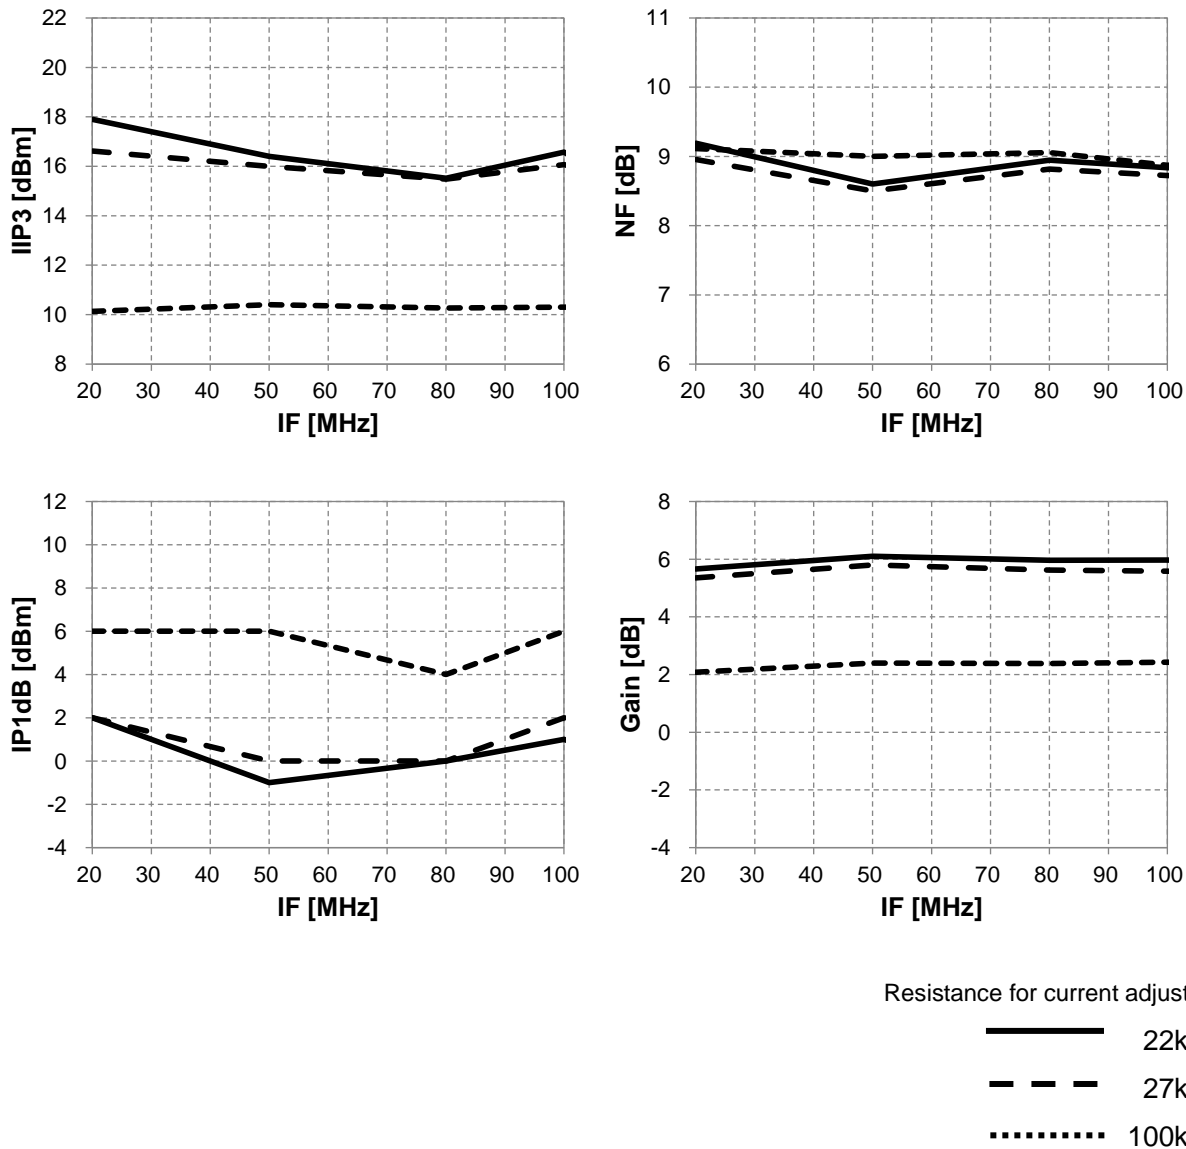 22
20
18
16
14
12
10
8
IIP3 [dBm]
20 30 40 50 60 70 80 90 100
IF [MHz]
11
10
9
8
7
6
NF [dB]
20 30 40 50 60 70 80 90 100
IF [MHz]
12
10
8
6
4
2
0
-2
-4
IP1dB [dBm]
20 30 40 50 60 70 80 90 100
IF [MHz]
8
6
4
2
0
-2
-4
Gain [dB]
20 30 40 50 60 70 80 90 100
IF [MHz]
Resistance for current adjust
22k
27k
100k